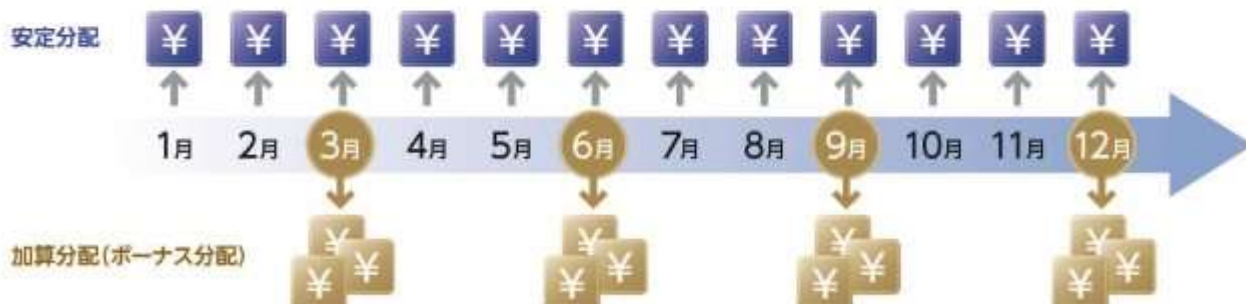 安定分配 ¥ ¥ ¥ ¥ ¥ ¥ ¥ ¥ ¥ ¥ ¥ ¥
1月 2月 3月 4月 5月 6月 7月 8月 9月 10月 11月 12月
加算分配(ボーナス分配) ¥ ¥ ¥ ¥ ¥ ¥ ¥ ¥ ¥ ¥ ¥ ¥